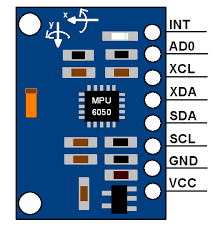 x
y
MPU
6050
INT
AD0
XCL
XDA
SDA
SCL
GND
VCC